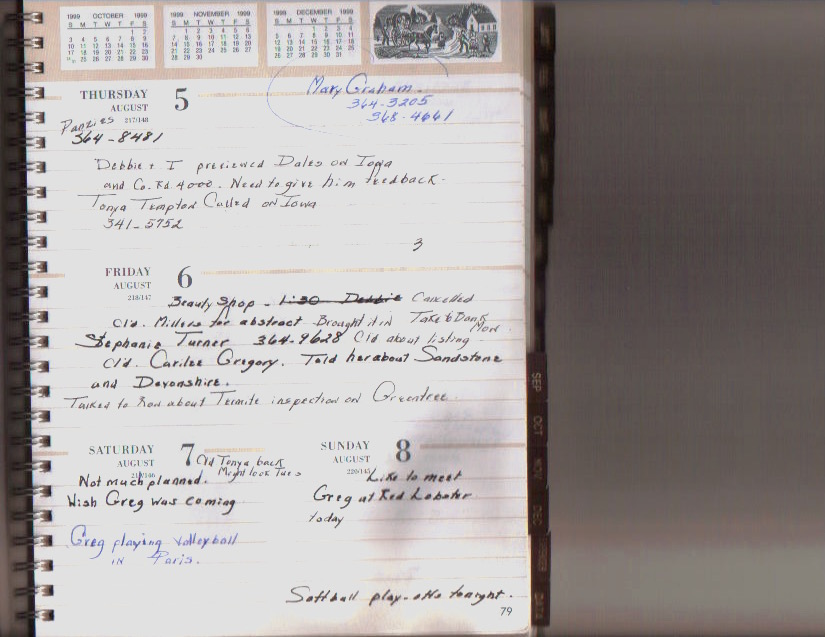 1999 OCTOBER 1999
S M T W T F S
1 2
3 4 5 6 7 8 9
10 11 12 13 14 15 16
17 18 19 20 21 22 23
25 26 27 28 29 30
1999 NOVEMBER 1999
S M T W T F S
1 2 3 4 5 6
7 8 9 10 11 12 13
14 15 16 17 18 19 20
21 22 23 24 25 26 27
28 29 30
1999 DECEMBER 1999
S M T W T F S
1 2 3 4
5 6 7 8 9 10 11
12 13 14 15 16 17 18
19 20 21 22 23 24 25
26 27 28 29 30 31
Mary Graham.
364-3205
368-4661
THURSDAY 5
AUGUST
217/148
Panzies
364-8481
Debbie + I previewed Dales on Iowa
and Co. Rd. 4000. Need to give him feedback.
Tonya Tempton Called on Iowa
341-5752
3
FRIDAY 6
AUGUST
218/147
Beauty Shop - 1:30 Debbie Cancelled
Cld. Millers for abstract Brought it in Take to Bank
Mon.
Stephanie Turner 364-9628 Cld about listing
Cld. Carilee Gregory. Told her about Sandstone
and Devonshire.
Talked to Ron about Termite inspection on Greentree.
SATURDAY 7
AUGUST
219/146
Cld Tonya back
Might look Tues
Not much planned.
Wish Greg was coming
Greg playing volleyball
in Paris.
SUNDAY 8
AUGUST
220/145
Like to meet
Greg at Red Lobster
today
Softball play-offs tonight.
79
SEP
OCT
NOV
DEC
DATA